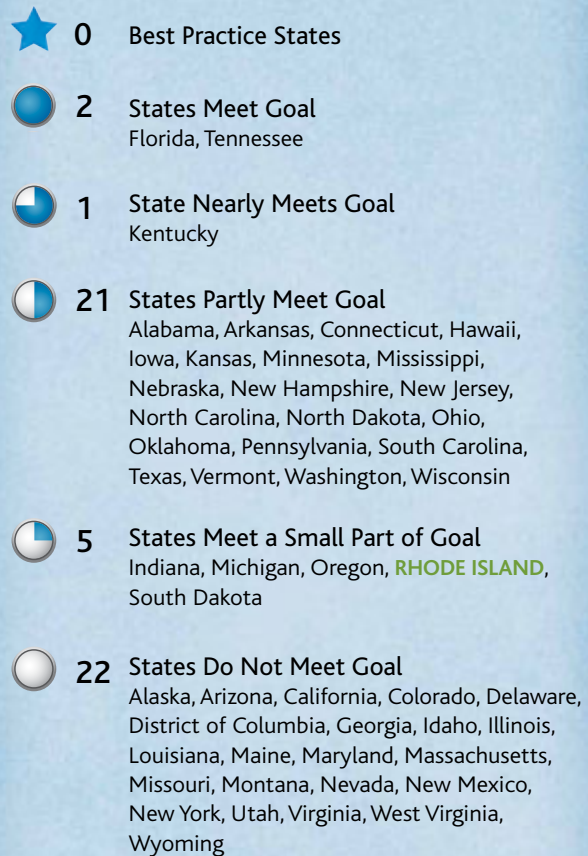 0 Best Practice States
2 States Meet Goal
Florida, Tennessee
1 State Nearly Meets Goal
Kentucky
21 States Partly Meet Goal
Alabama, Arkansas, Connecticut, Hawaii,
Iowa, Kansas, Minnesota, Mississippi,
Nebraska, New Hampshire, New Jersey,
North Carolina, North Dakota, Ohio,
Oklahoma, Pennsylvania, South Carolina,
Texas, Vermont, Washington, Wisconsin
5 States Meet a Small Part of Goal
Indiana, Michigan, Oregon, RHODE ISLAND,
South Dakota
22 States Do Not Meet Goal
Alaska, Arizona, California, Colorado, Delaware,
District of Columbia, Georgia, Idaho, Illinois,
Louisiana, Maine, Maryland, Massachusetts,
Missouri, Montana, Nevada, New Mexico,
New York, Utah, Virginia, West Virginia,
Wyoming